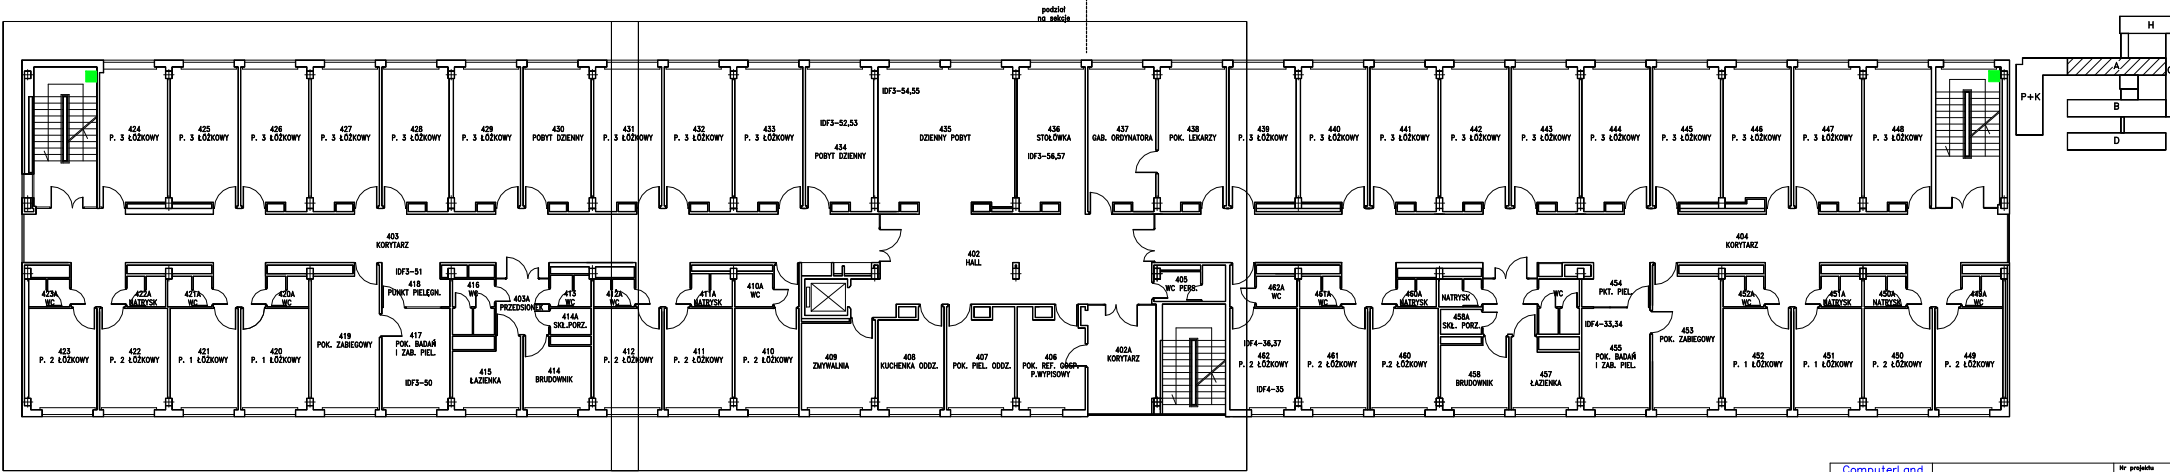 podział
na sekcje
H
A
P+K
B
D
424
P. 3 ŁÓŻKOWY
425
P. 3 ŁÓŻKOWY
426
P. 3 ŁÓŻKOWY
427
P. 3 ŁÓŻKOWY
428
P. 3 ŁÓŻKOWY
429
P. 3 ŁÓŻKOWY
430
POBYT DZIENNY
431
P. 3 ŁÓŻKOWY
432
P. 3 ŁÓŻKOWY
433
P. 3 ŁÓŻKOWY
IDF3-52,53
434
POBYT DZIENNY
IDF3-54,55
435
DZIENNY POBYT
436
STOŁÓWKA
IDF3-56,57
437
GAB. ORDYNATORA
438
POK. LEKARZY
439
P. 3 ŁÓŻKOWY
440
P. 3 ŁÓŻKOWY
441
P. 3 ŁÓŻKOWY
442
P. 3 ŁÓŻKOWY
443
P. 3 ŁÓŻKOWY
444
P. 3 ŁÓŻKOWY
445
P. 3 ŁÓŻKOWY
446
P. 3 ŁÓŻKOWY
447
P. 3 ŁÓŻKOWY
448
P. 3 ŁÓŻKOWY
403
KORYTARZ
402
HALL
404
KORYTARZ
423A
WC
422A
NATRYSK
421A
WC
420A
WC
IDF3-51
418
PUNKT PIELĘGN.
416
WC
403A
PRZEDSIONEK
413
WC
414A
SKŁ.PORZ.
412A
WC
411A
NATRYSK
410A
WC
405
WC PERS.
462A
WC
461A
WC
460A
NATRYSK
NATRYSK
458A
SKŁ. PORZ.
WC
454
PKT. PIEL.
452A
WC
451A
NATRYSK
450A
NATRYSK
449A
WC
423
P. 2 ŁÓŻKOWY
422
P. 2 ŁÓŻKOWY
421
P. 1 ŁÓŻKOWY
420
P. 1 ŁÓŻKOWY
419
POK. ZABIEGOWY
417
POK. BADAŃ
I ZAB. PIEL.
IDF3-50
415
ŁAZIENKA
414
BRUDOWNIK
412
P. 2 ŁÓŻKOWY
411
P. 2 ŁÓŻKOWY
410
P. 2 ŁÓŻKOWY
409
ZMYWALNIA
408
KUCHENKA ODDZ.
407
POK. PIEL. ODDZ.
406
POK. REF. GOSP.
P.WYPISOWY
402A
KORYTARZ
IDF4-36,37
462
P. 2 ŁÓŻKOWY
IDF4-35
461
P. 2 ŁÓŻKOWY
460
P.2 ŁÓŻKOWY
458
BRUDOWNIK
457
ŁAZIENKA
IDF4-33,34
455
POK. BADAŃ
I ZAB. PIEL.
453
POK. ZABIEGOWY
452
P. 1 ŁÓŻKOWY
451
P. 1 ŁÓŻKOWY
450
P. 2 ŁÓŻKOWY
449
P. 2 ŁÓŻKOWY
ComputerLand
Nr projektu